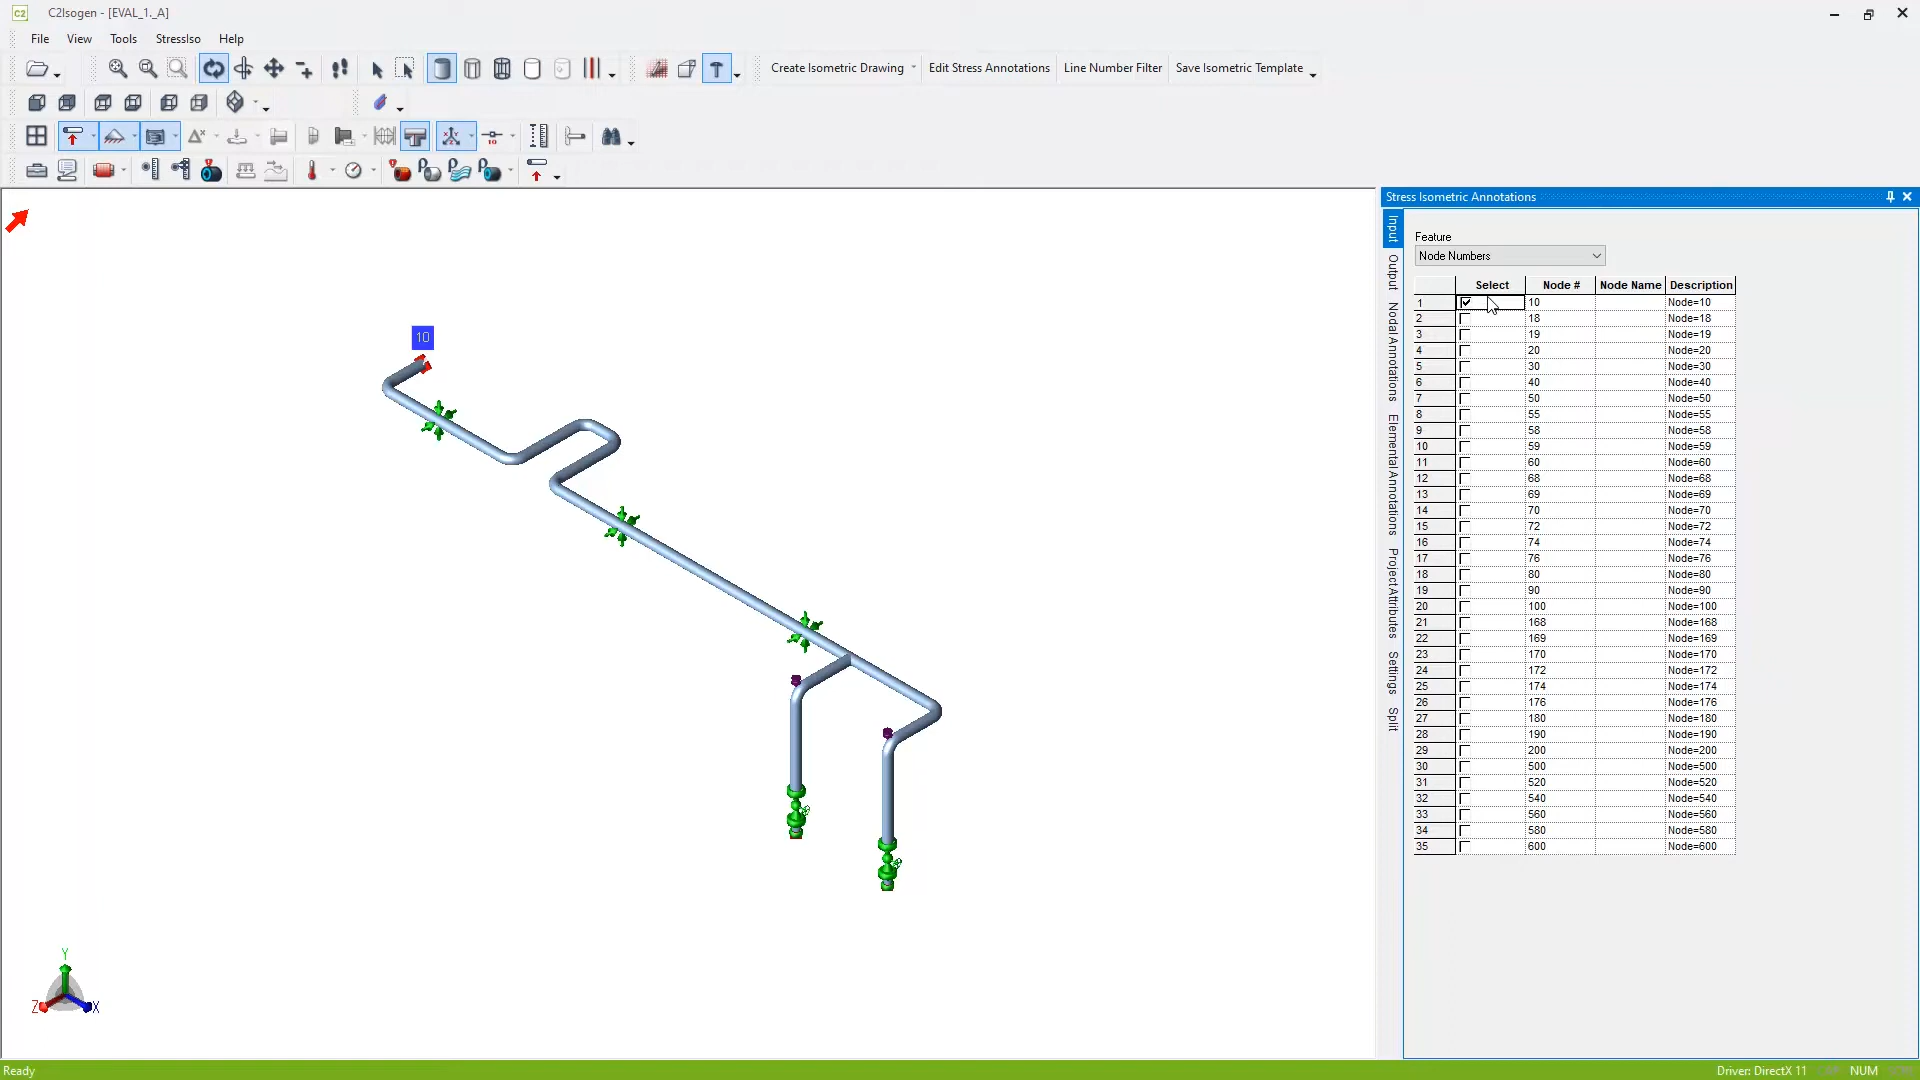 C2 C2Isogen - [EVAL_1._A]
File View Tools StressIso Help
Create Isometric Drawing Edit Stress Annotations Line Number Filter Save Isometric Template
Stress Isometric Annotations
Input
Output
Nodal Annotations
Elemental Annotations
Project Attributes
Settings
Split
Feature
Node Numbers
Select Node # Node Name Description
1 10 Node=10
2 18 Node=18
3 19 Node=19
4 20 Node=20
5 30 Node=30
6 40 Node=40
7 50 Node=50
8 55 Node=55
9 58 Node=58
10 59 Node=59
11 60 Node=60
12 68 Node=68
13 69 Node=69
14 70 Node=70
15 72 Node=72
16 74 Node=74
17 76 Node=76
18 80 Node=80
19 90 Node=90
20 100 Node=100
21 168 Node=168
22 169 Node=169
23 170 Node=170
24 172 Node=172
25 174 Node=174
26 176 Node=176
27 180 Node=180
28 190 Node=190
29 200 Node=200
30 500 Node=500
31 520 Node=520
32 540 Node=540
33 560 Node=560
34 580 Node=580
35 600 Node=600
10
Y
Z X
Ready Driver: DirectX 11 NUM